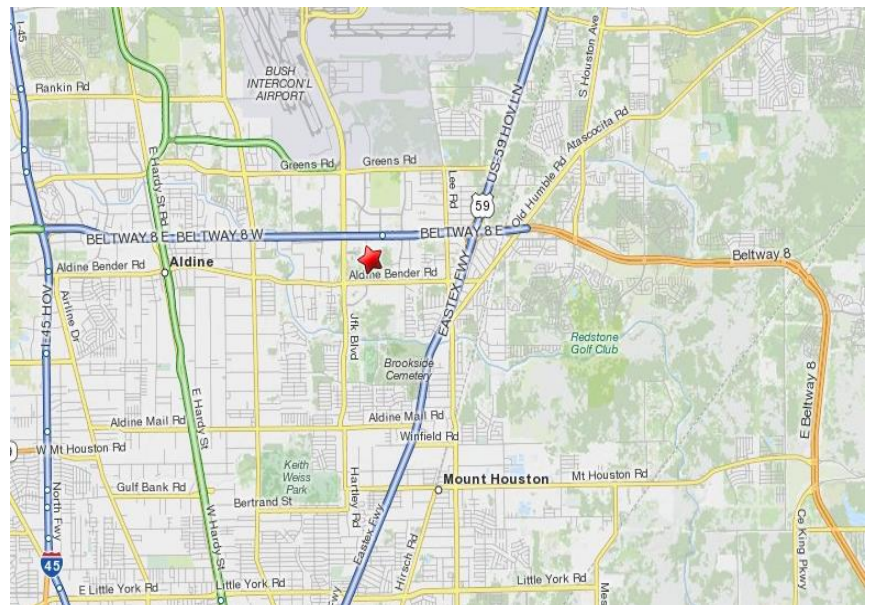 I-45
S Houston Ave
BUSH
INTERCON'L
AIRPORT
Rankin Rd
US-59 HOV LN
Atascocita Rd
E Hardy St Rd
Greens Rd
Greens Rd
Lee Rd
Old Humble Rd
59
BELTWAY 8 E-BELTWAY 8 W
BELTWAY 8 E
Beltway 8
Aldine Bender Rd
Aldine
Aldine Bender Rd
I-45 HOV
Airline Dr
EASTEX FWY
Jfk Blvd
Redstone
Golf Club
Brookside
Cemetery
E Beltway 8
E Hardy St
Aldine Mail Rd
Aldine Mail Rd
Winfield Rd
W Mt Houston Rd
Keith
Weiss
Park
Mt Houston Rd
Mount Houston
Gulf Bank Rd
Hartley Rd
Bertrand St
North Fwy
W Hardy St
Eastex Fwy
Ce King Pkwy
45
Hirsch Rd
E Little York Rd
Little York Rd
Little York Rd
Fwy
Mes